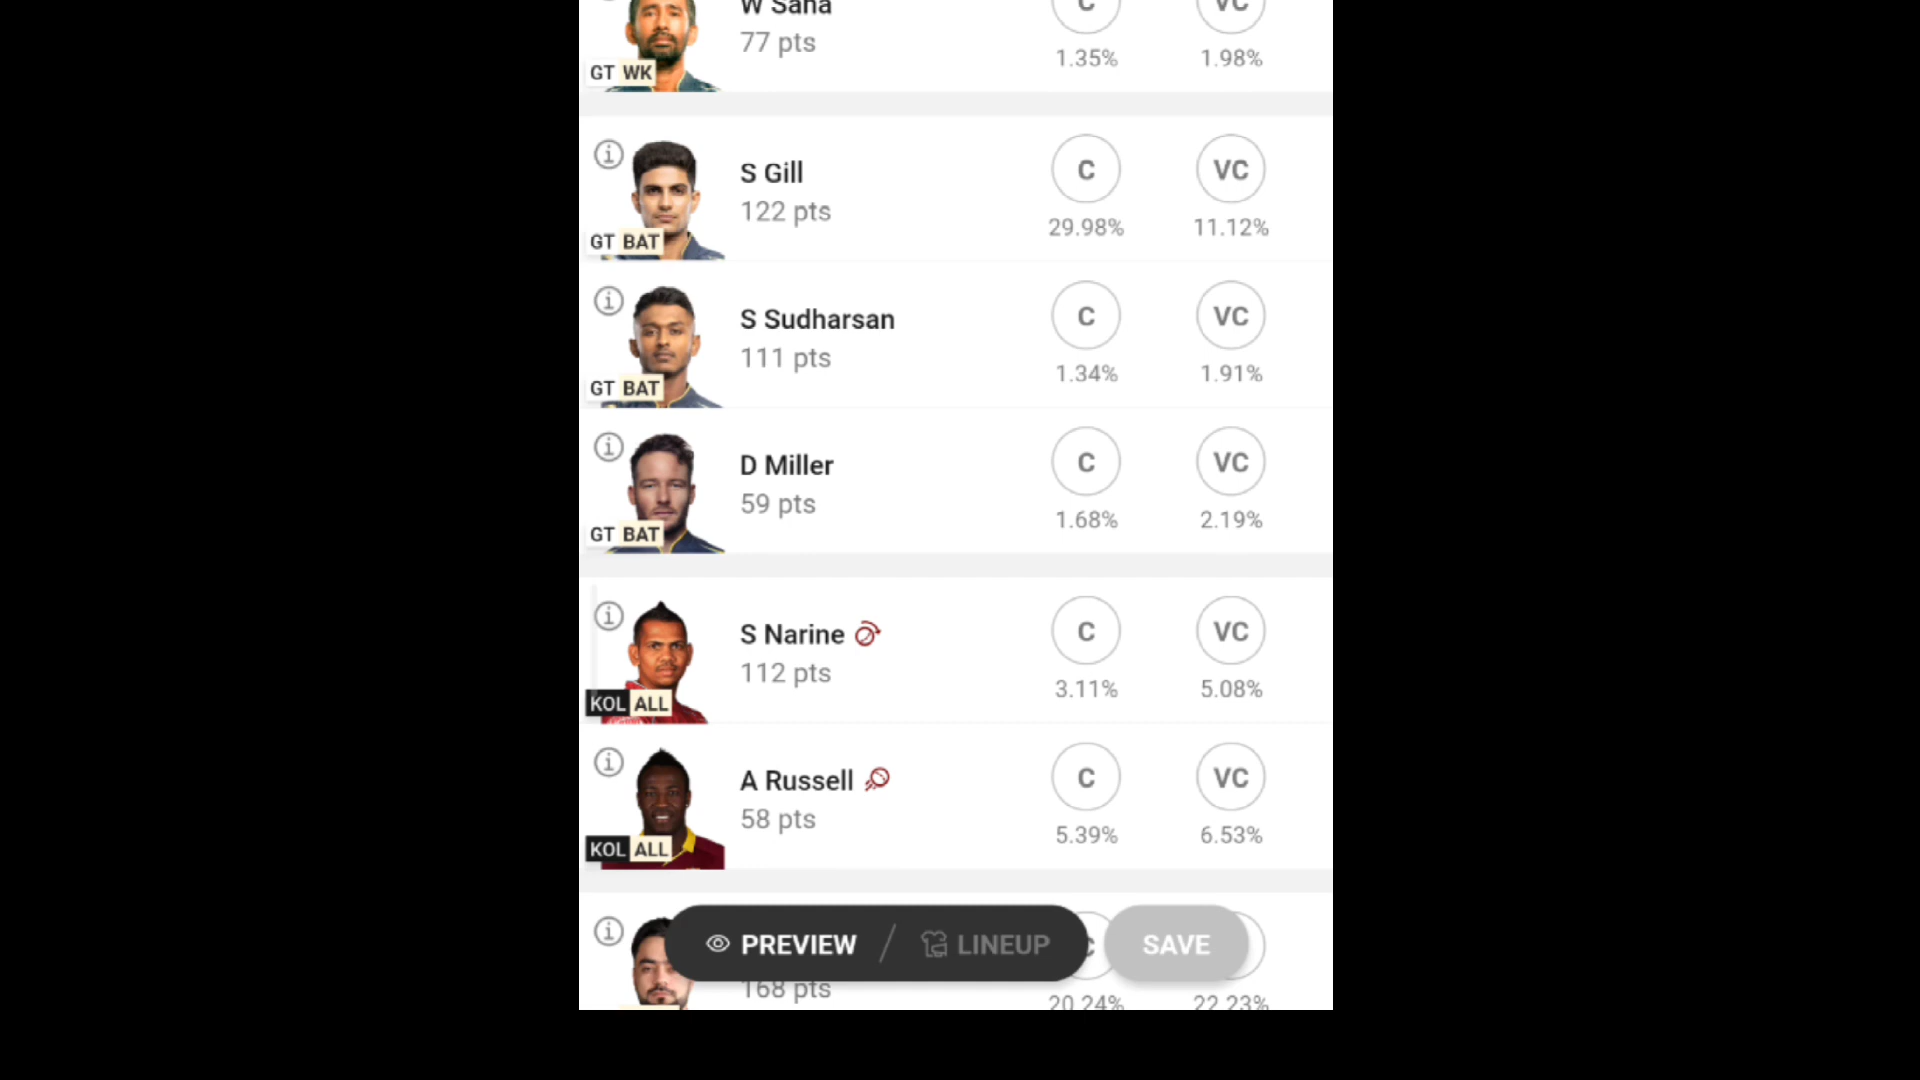 W Saha
77 pts
C
VC
1.35%
1.98%
GT WK
S Gill
122 pts
C
VC
29.98%
11.12%
GT BAT
S Sudharsan
111 pts
C
VC
1.34%
1.91%
GT BAT
D Miller
59 pts
C
VC
1.68%
2.19%
GT BAT
S Narine
112 pts
C
VC
3.11%
5.08%
KOL ALL
A Russell
58 pts
C
VC
5.39%
6.53%
KOL ALL
PREVIEW / LINEUP
SAVE
168 pts
20.24%
22.23%